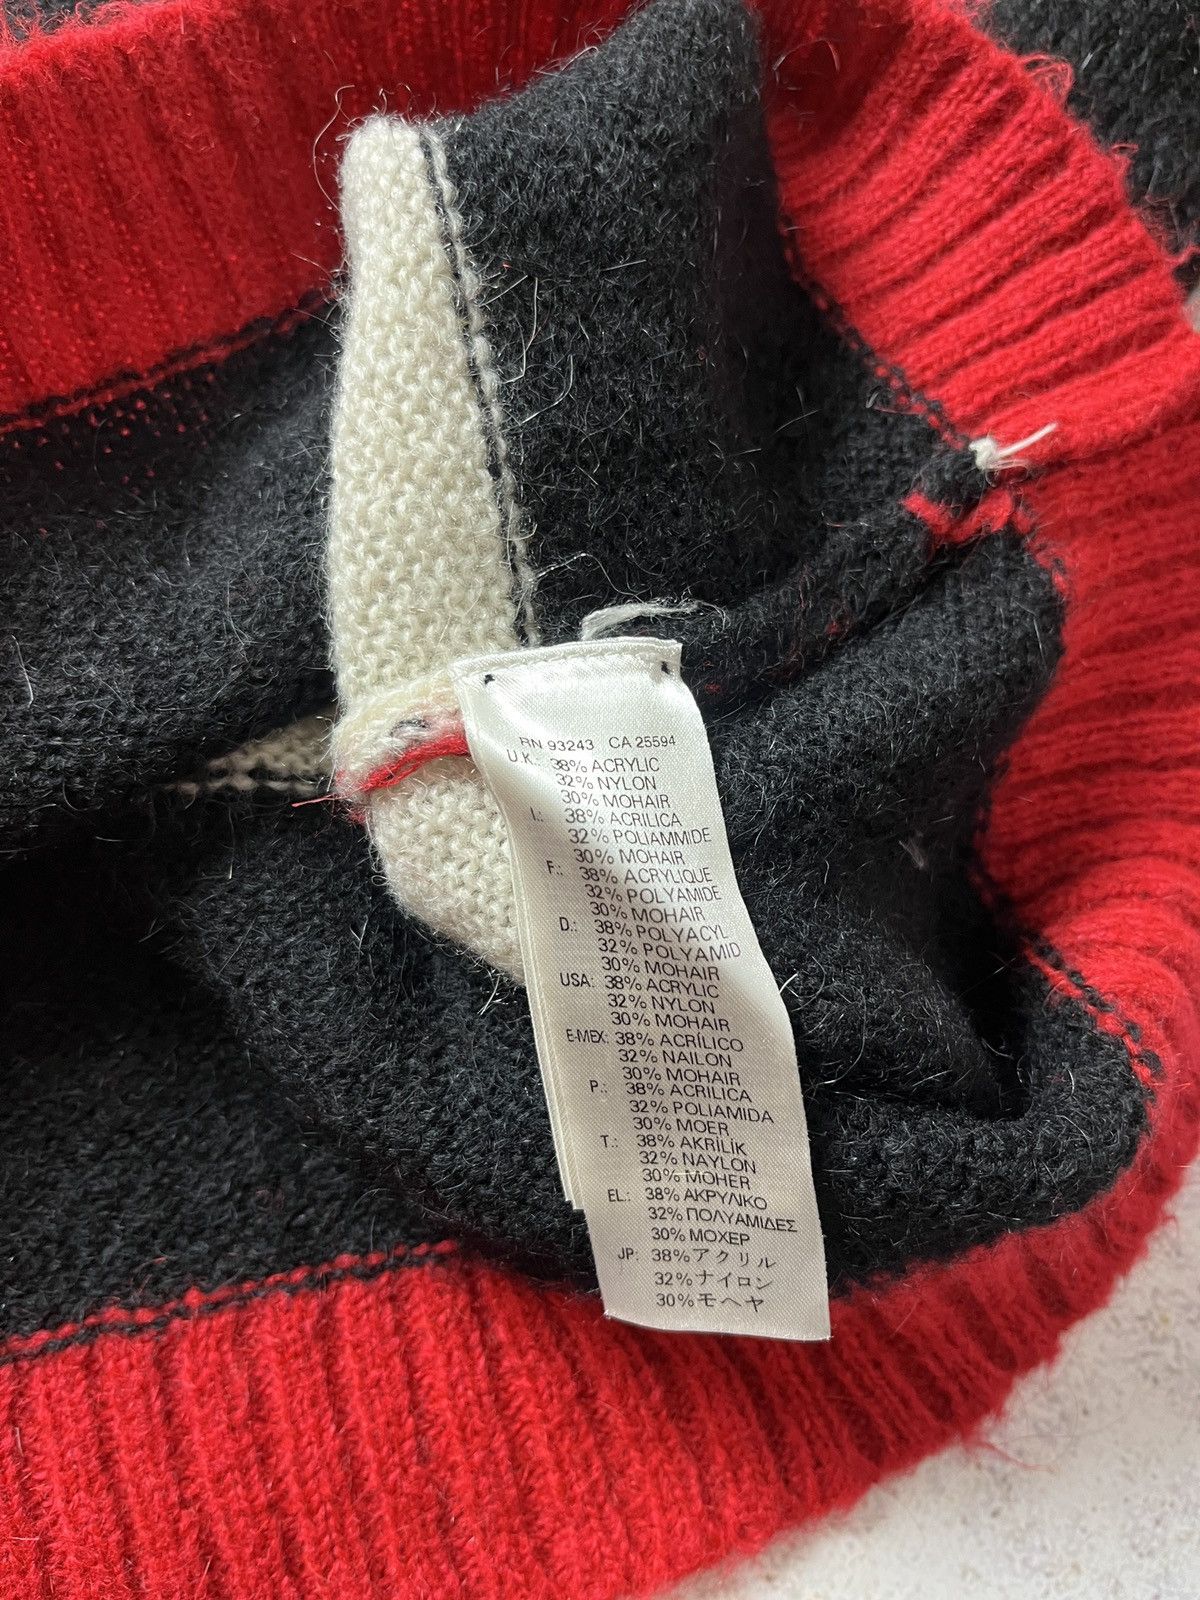 RN 93243 CA 25594
U.K.: 38% ACRYLIC
32% NYLON
30% MOHAIR
I.: 38% ACRILICA
32% POLIAMMIDE
30% MOHAIR
F.: 38% ACRYLIQUE
32% POLYAMIDE
30% MOHAIR
D.: 38% POLYACYL
32% POLYAMID
30% MOHAIR
USA: 38% ACRYLIC
32% NYLON
30% MOHAIR
E-MEX: 38% ACRÍLICO
32% NAILON
30% MOHAIR
P.: 38% ACRILICA
32% POLIAMIDA
30% MOER
T.: 38% AKRİLİK
32% NAYLON
30% MOHER
EL.: 38% ΑΚΡΥΛΙΚΟ
32% ΠΟΛΥΑΜΙΔΕΣ
30% ΜΟΧΕΡ
JP: 38%アクリル
32%ナイロン
30%モヘヤ